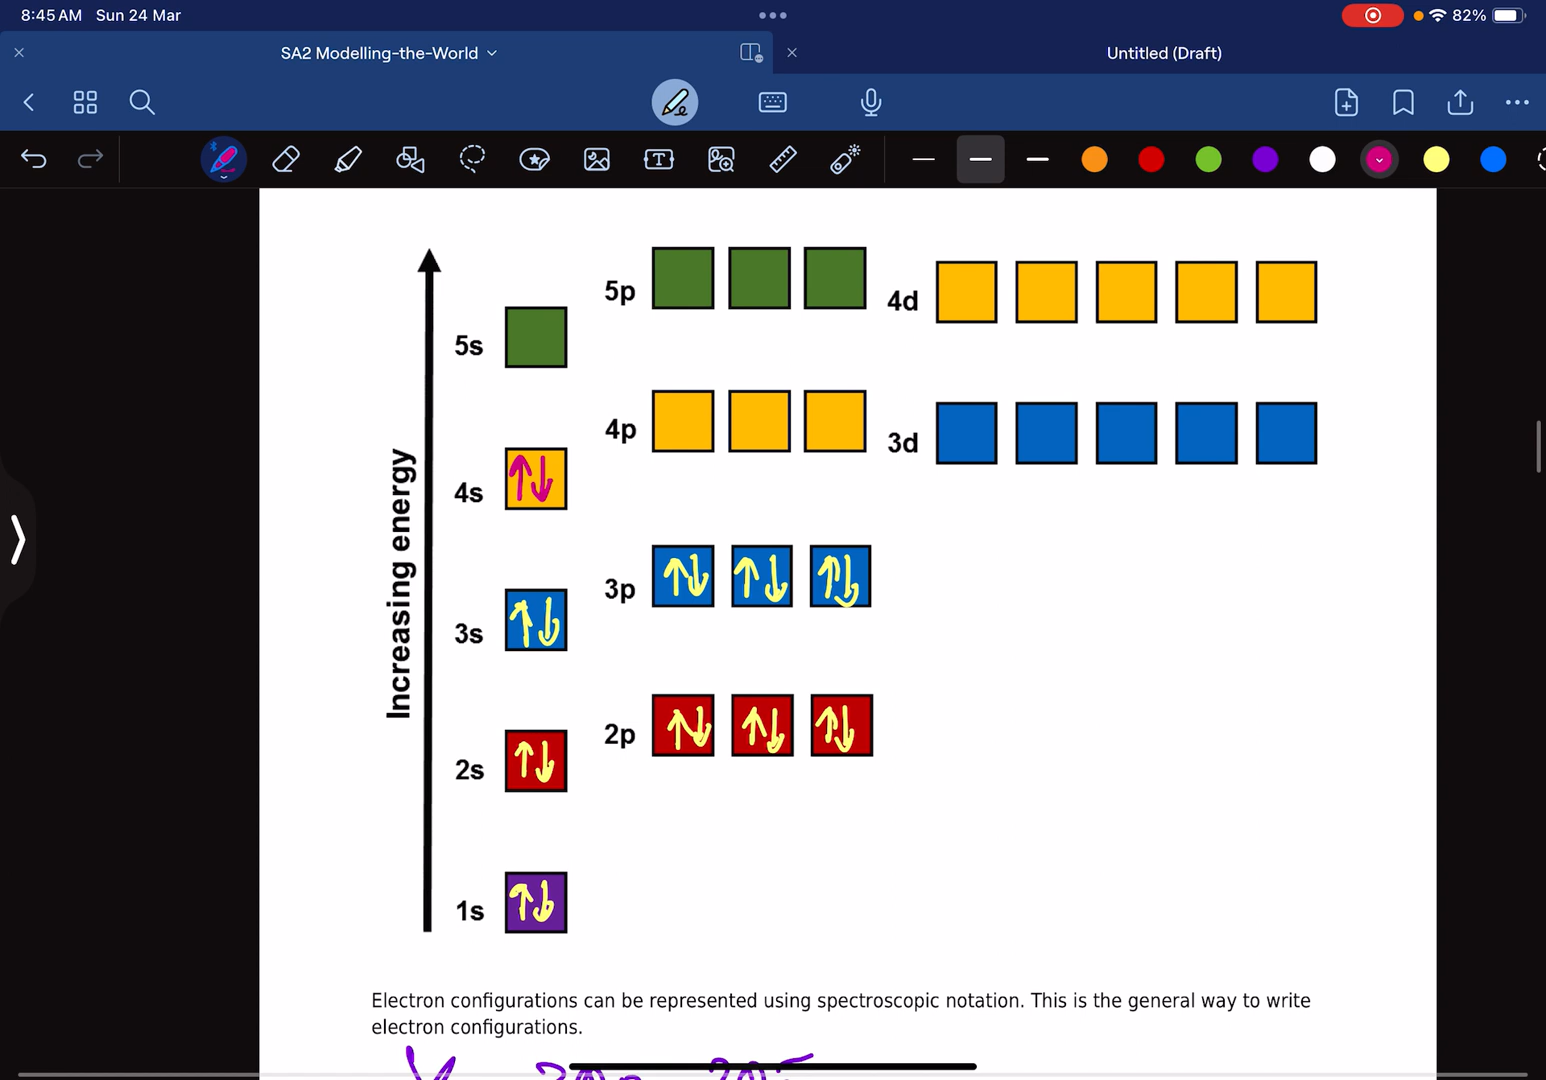 8:45 AM Sun 24 Mar
82%
SA2 Modelling-the-World
Untitled (Draft)
T
5p
4d
5s
4p
3d
4s
Increasing energy
3p
3s
2p
2s
1s
Electron configurations can be represented using spectroscopic notation. This is the general way to write
electron configurations.